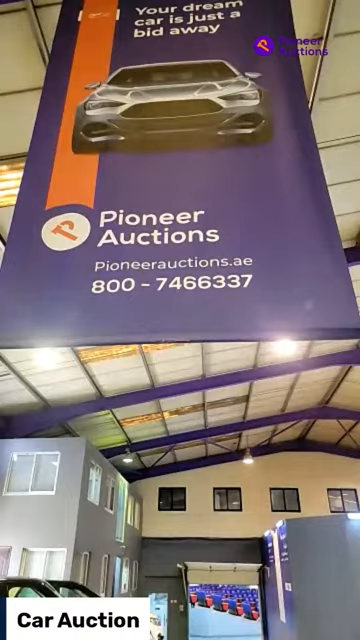 Your dream
car is just a
bid away
Pioneer
Auctions
Pioneer
Auctions
Pioneerauctions.ae
800 - 7466337
Car Auction